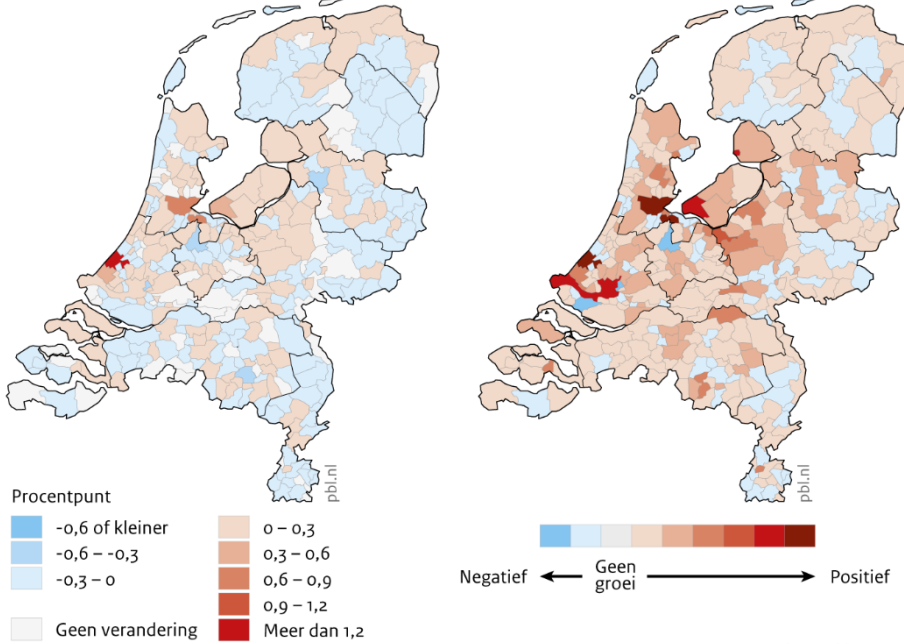 pbl.nl
pbl.nl
Procentpunt
-0,6 of kleiner
-0,6 – -0,3
-0,3 – 0
Geen verandering
0 – 0,3
0,3 – 0,6
0,6 – 0,9
0,9 – 1,2
Meer dan 1,2
Negatief
Geen
groei
Positief